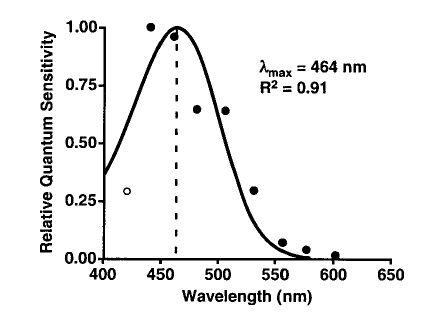 Relative Quantum Sensitivity
1.00
0.75
0.50
0.25
0.00
λmax = 464 nm
R² = 0.91
400 450 500 550 600 650
Wavelength (nm)